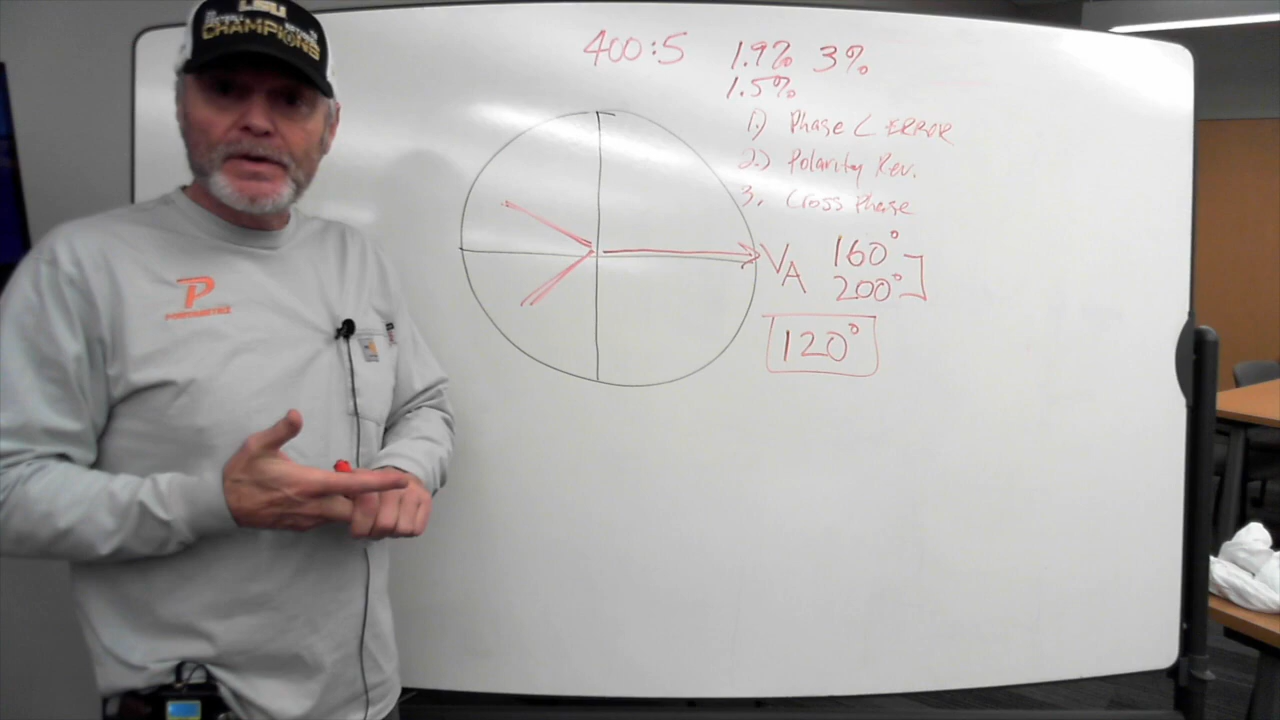 LSU
CHAMPIONS
P
400:5 1.9% 3%
1.5%
1.) Phase ∠ ERROR
2.) Polarity Rev.
3. Cross Phase
VA 160°
200°
120°